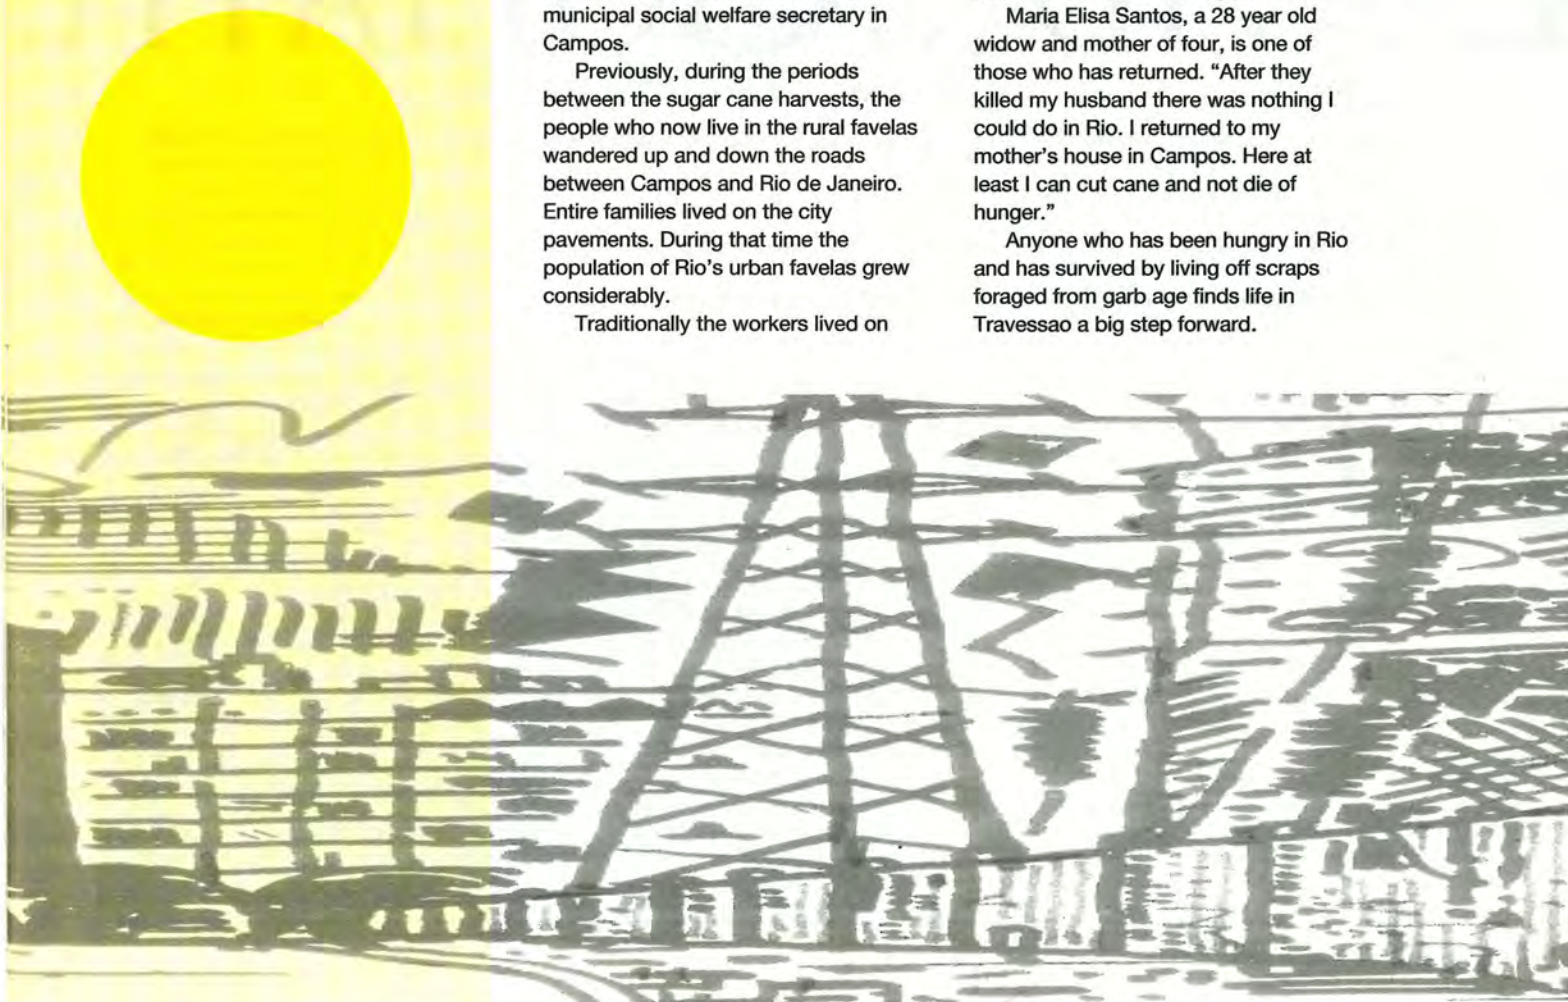 municipal social welfare secretary in
Campos.
Previously, during the periods
between the sugar cane harvests, the
people who now live in the rural favelas
wandered up and down the roads
between Campos and Rio de Janeiro.
Entire families lived on the city
pavements. During that time the
population of Rio's urban favelas grew
considerably.
Traditionally the workers lived on
Maria Elisa Santos, a 28 year old
widow and mother of four, is one of
those who has returned. “After they
killed my husband there was nothing I
could do in Rio. I returned to my
mother's house in Campos. Here at
least I can cut cane and not die of
hunger.”
Anyone who has been hungry in Rio
and has survived by living off scraps
foraged from garb age finds life in
Travessao a big step forward.